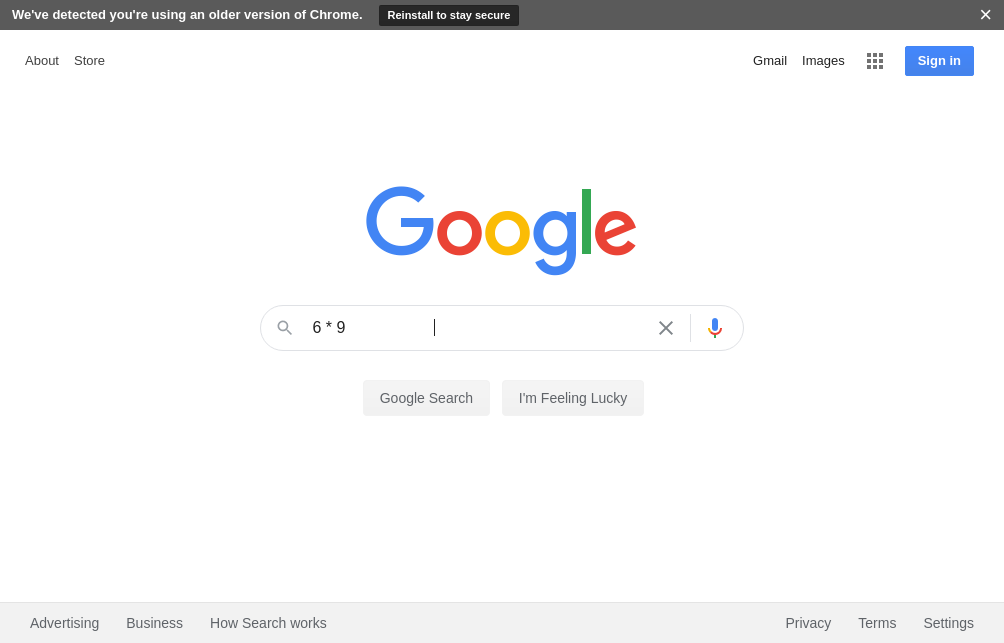 We've detected you're using an older version of Chrome. Reinstall to stay secure
About Store Gmail Images Sign in
Google
6 * 9
Google Search I'm Feeling Lucky
Advertising Business How Search works Privacy Terms Settings